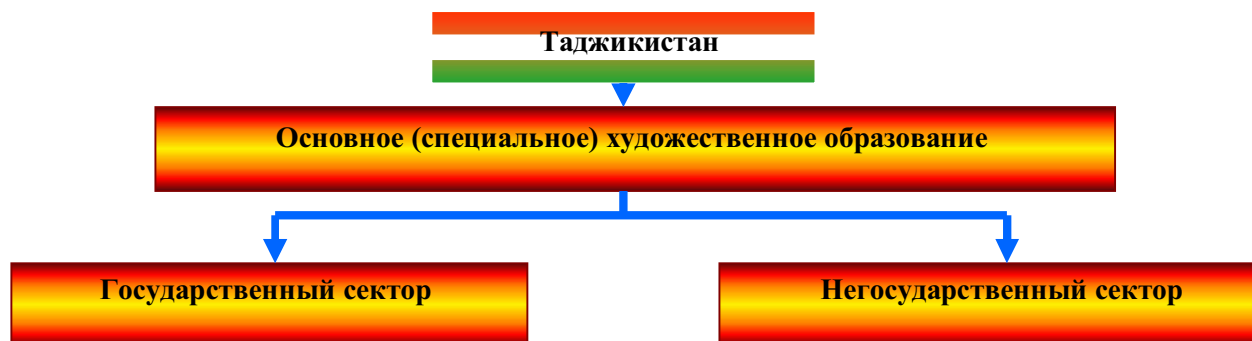 Таджикистан
Основное (специальное) художественное образование
Государственный сектор
Негосударственный сектор